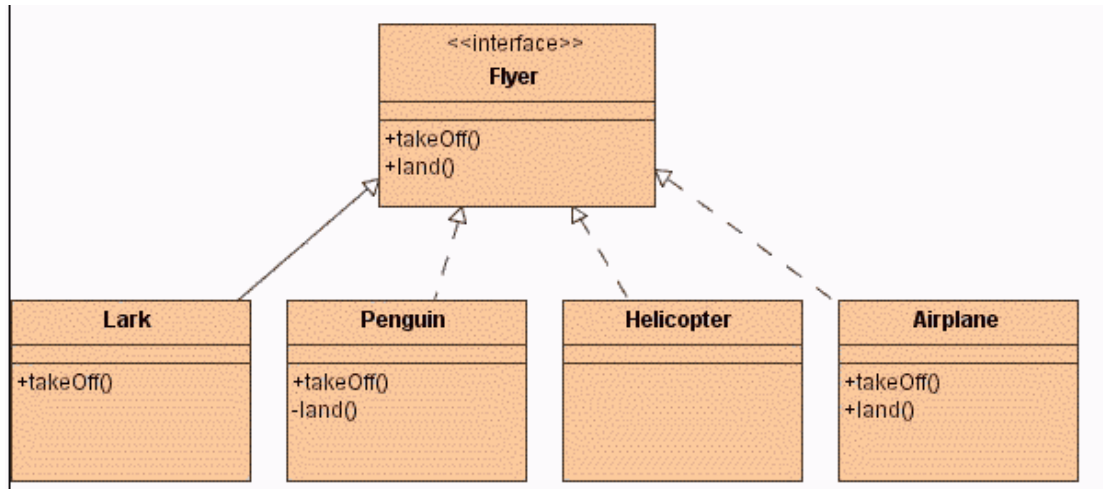 <<interface>>
Flyer
+takeOff()
+land()
Lark
+takeOff()
Penguin
+takeOff()
-land()
Helicopter
Airplane
+takeOff()
+land()